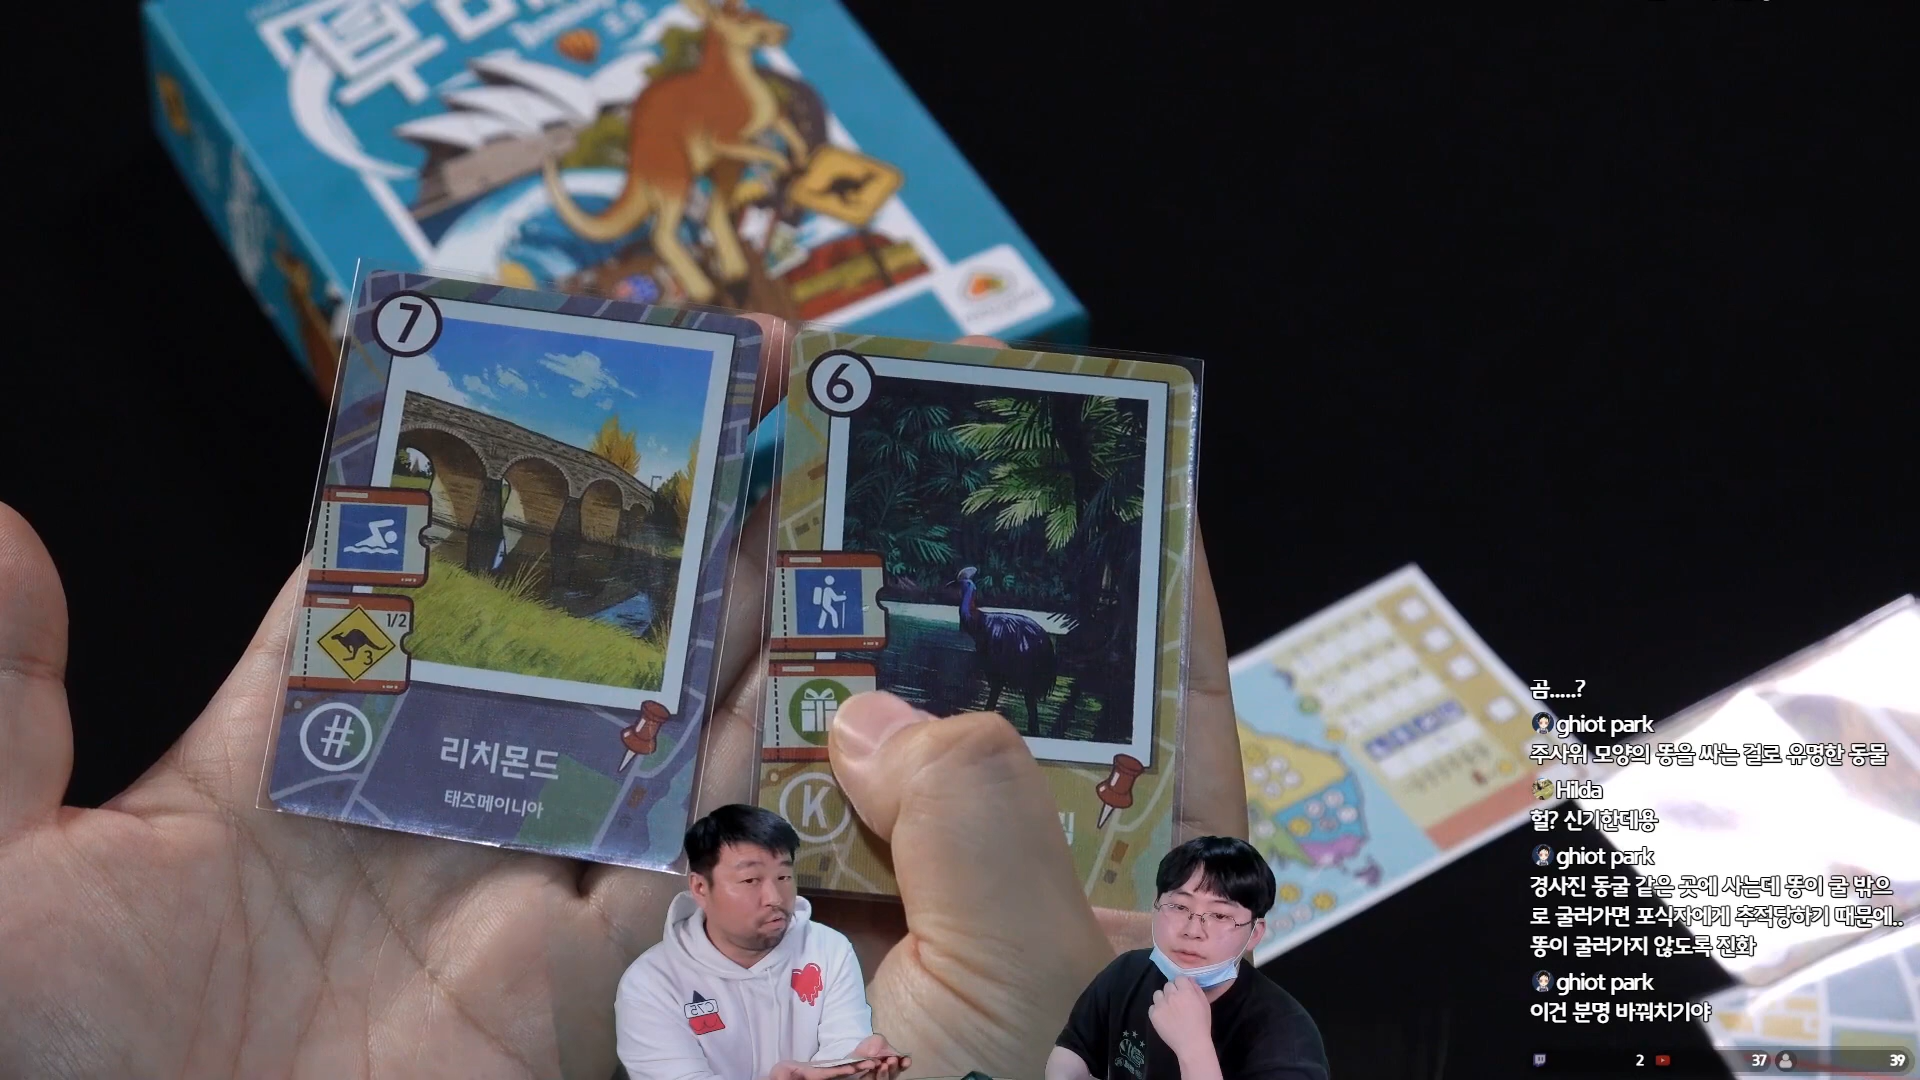 7
1/2
3
#
리치몬드
태즈메이니아
6
K
곰.....?
ghiot park
주사위 모양의 똥을 싸는 걸로 유명한 동물
Hilda
헐? 신기한데용
ghiot park
경사진 동굴 같은 곳에 사는데 똥이 굴 밖으
로 굴러가면 포식자에게 추적당하기 때문에..
똥이 굴러가지 않도록 진화
ghiot park
이건 분명 바꿔치기야
2
37
39